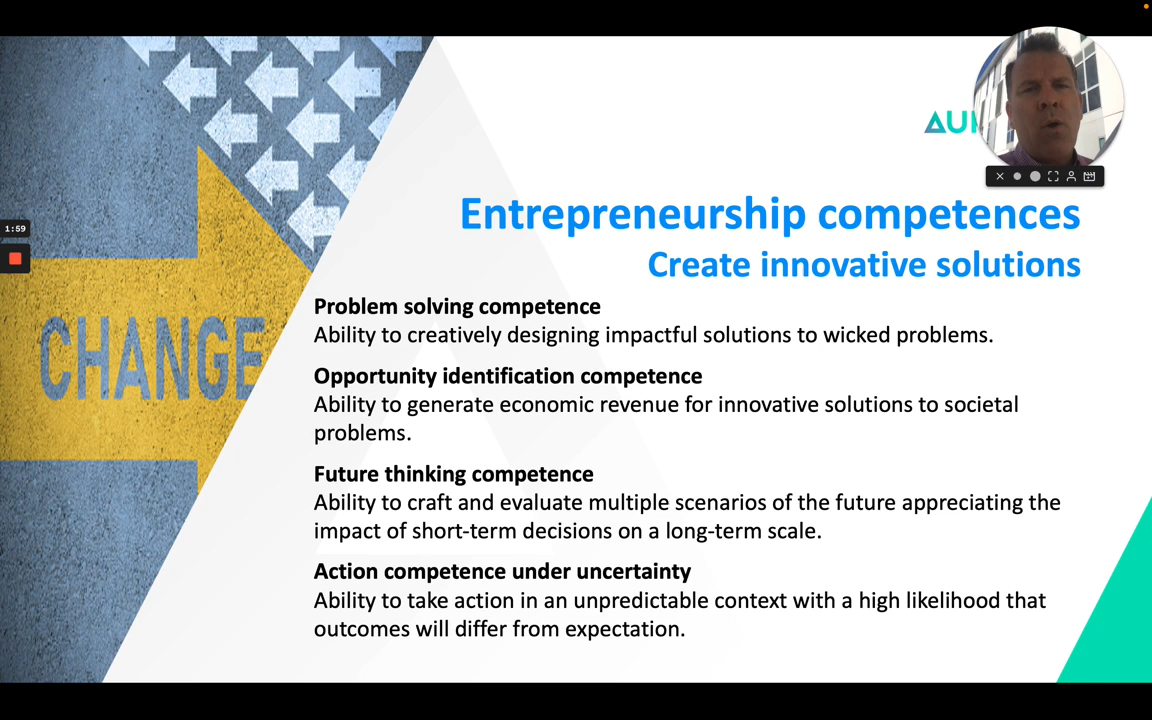 AU
Entrepreneurship competences
Create innovative solutions
1:59
CHANGE
Problem solving competence
Ability to creatively designing impactful solutions to wicked problems.
Opportunity identification competence
Ability to generate economic revenue for innovative solutions to societal
problems.
Future thinking competence
Ability to craft and evaluate multiple scenarios of the future appreciating the
impact of short-term decisions on a long-term scale.
Action competence under uncertainty
Ability to take action in an unpredictable context with a high likelihood that
outcomes will differ from expectation.